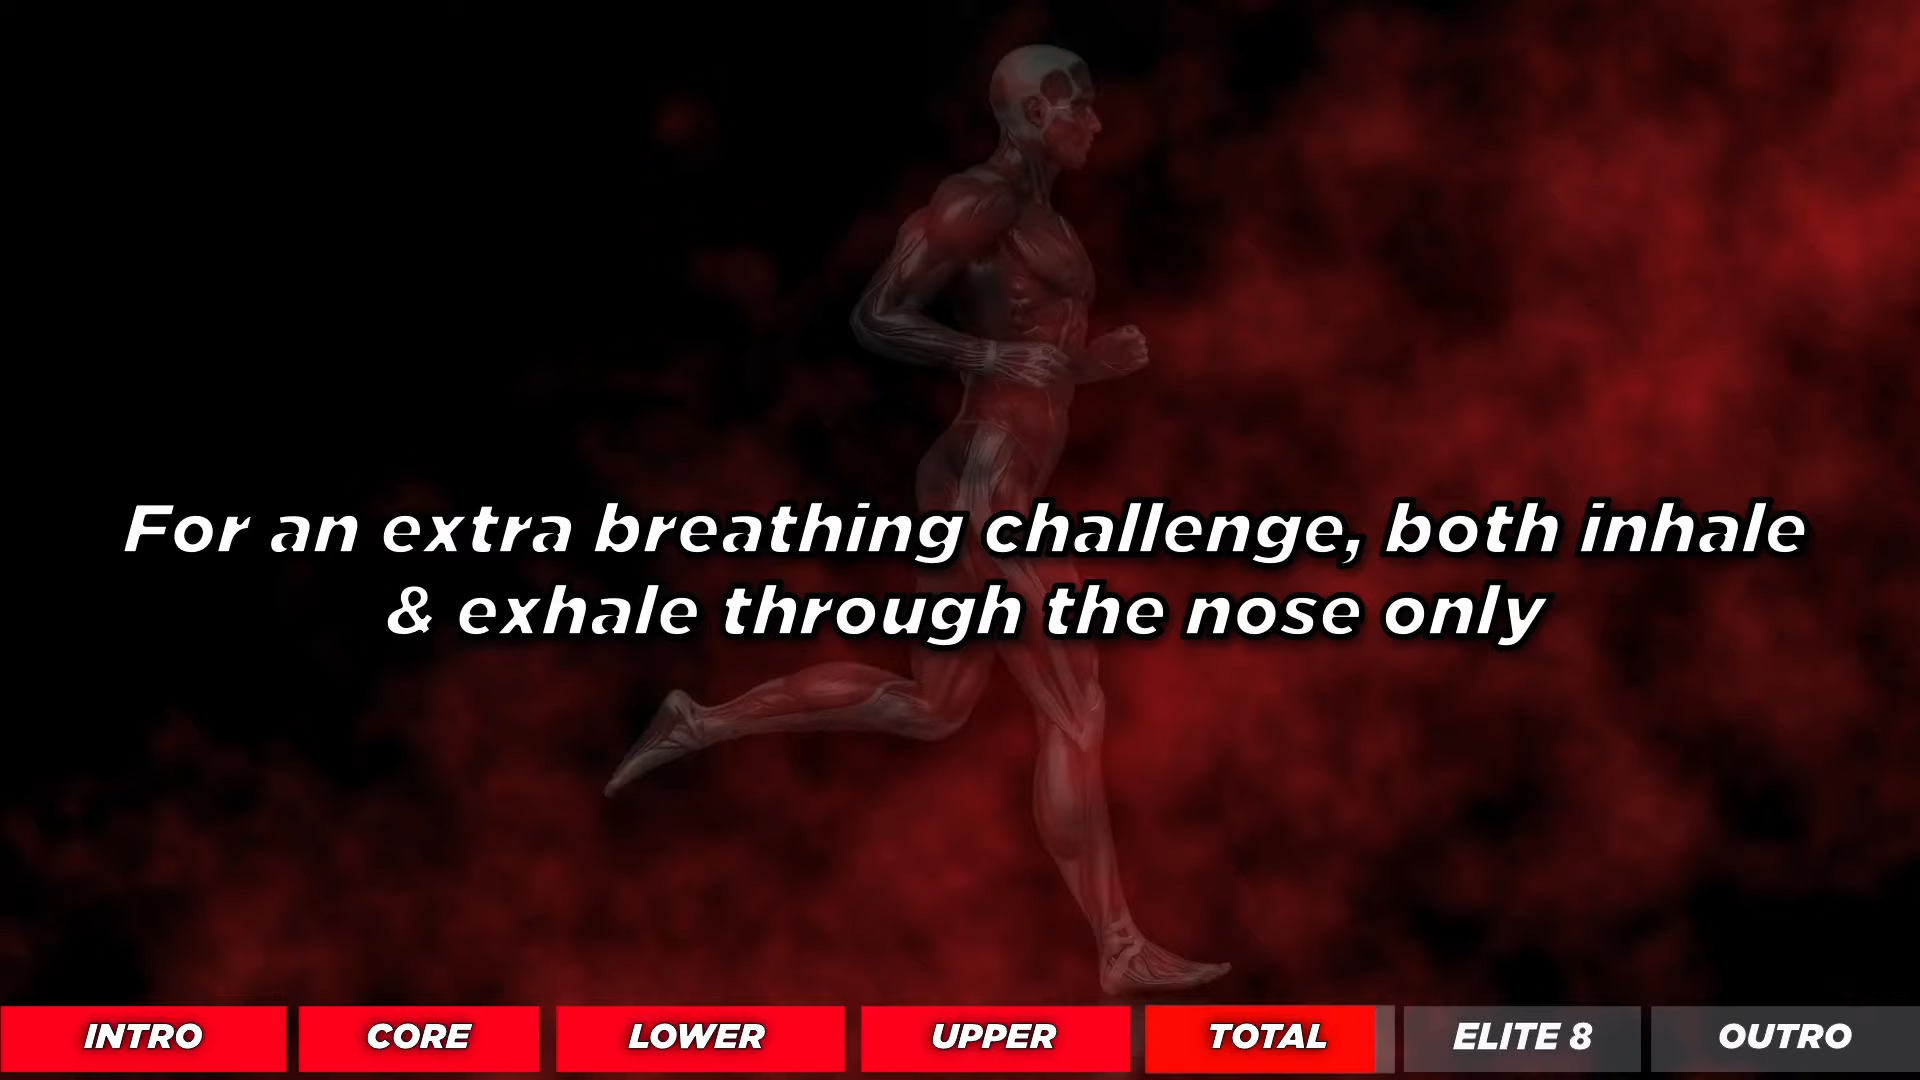 For an extra breathing challenge, both inhale
& exhale through the nose only
INTRO CORE LOWER UPPER TOTAL ELITE 8 OUTRO